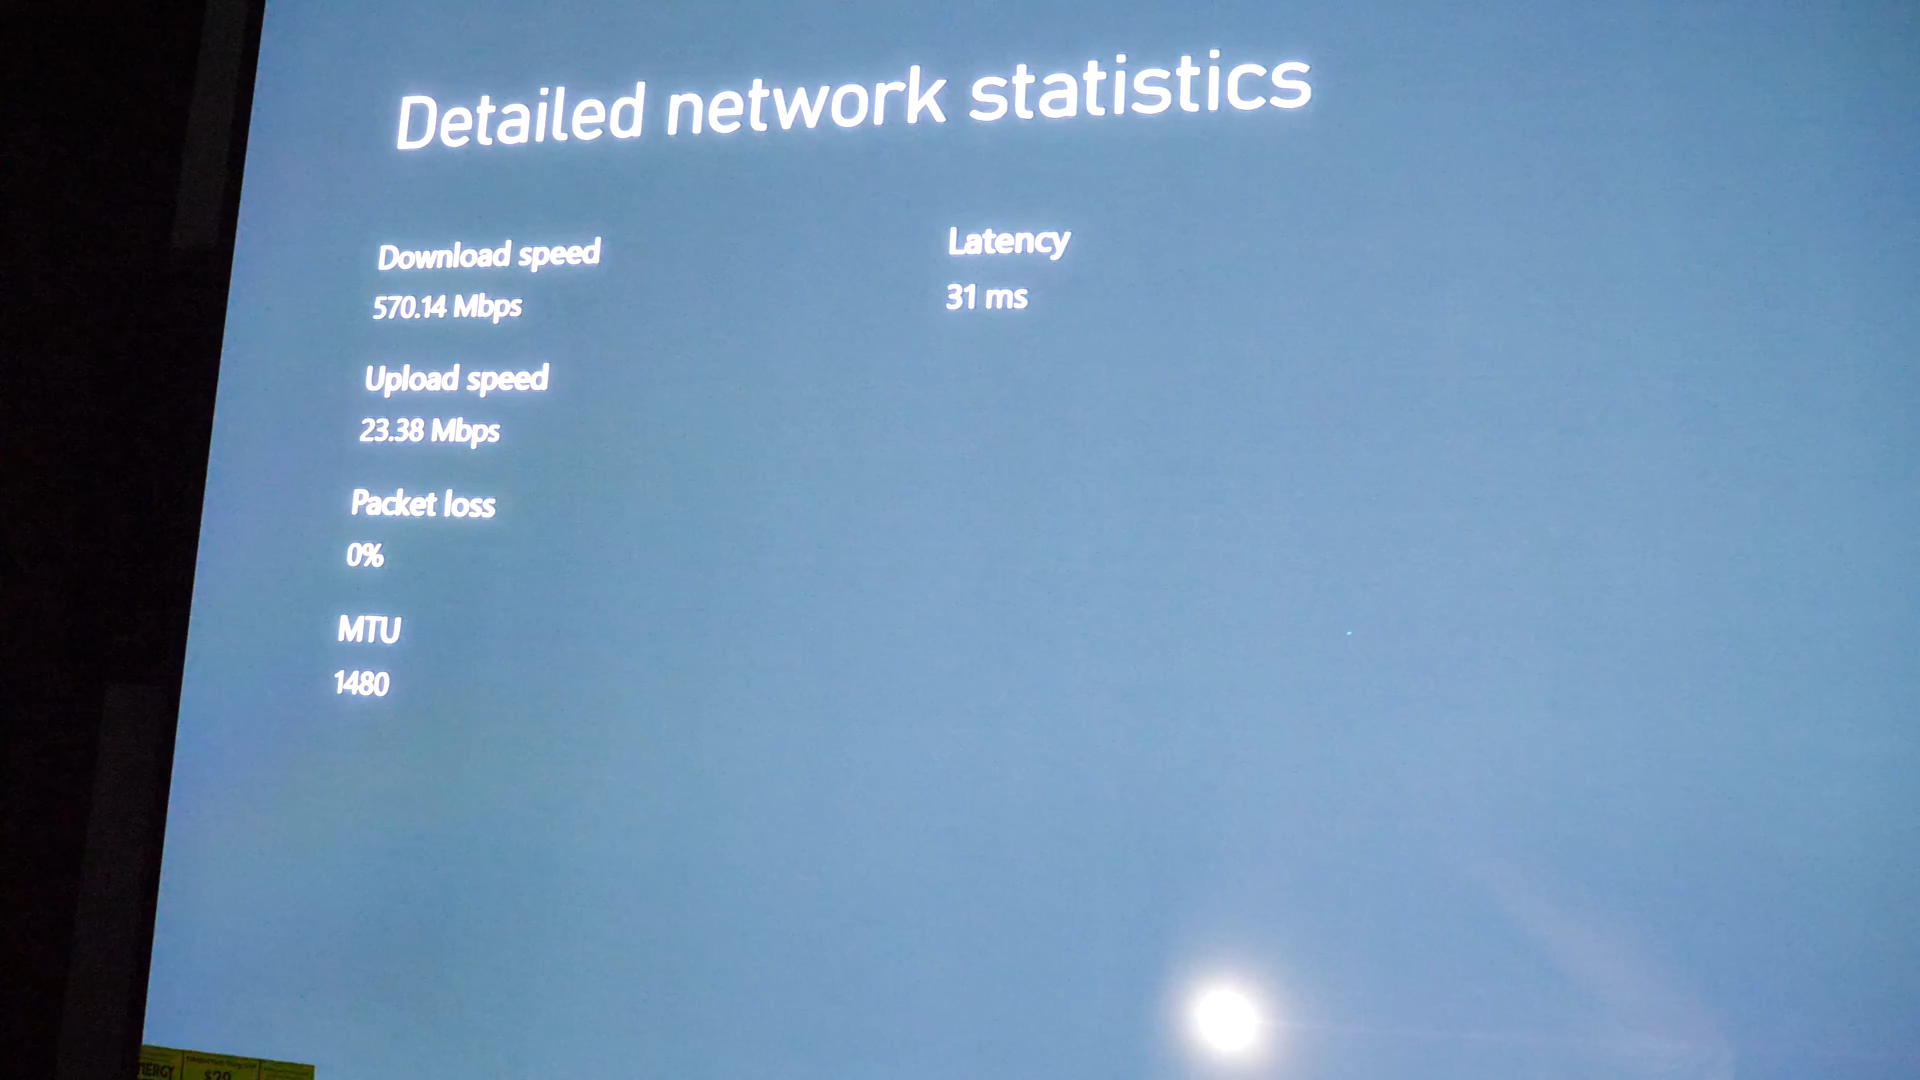 Detailed network statistics
Download speed
570.14 Mbps
Upload speed
23.38 Mbps
Packet loss
0%
MTU
1480
Latency
31 ms
$20